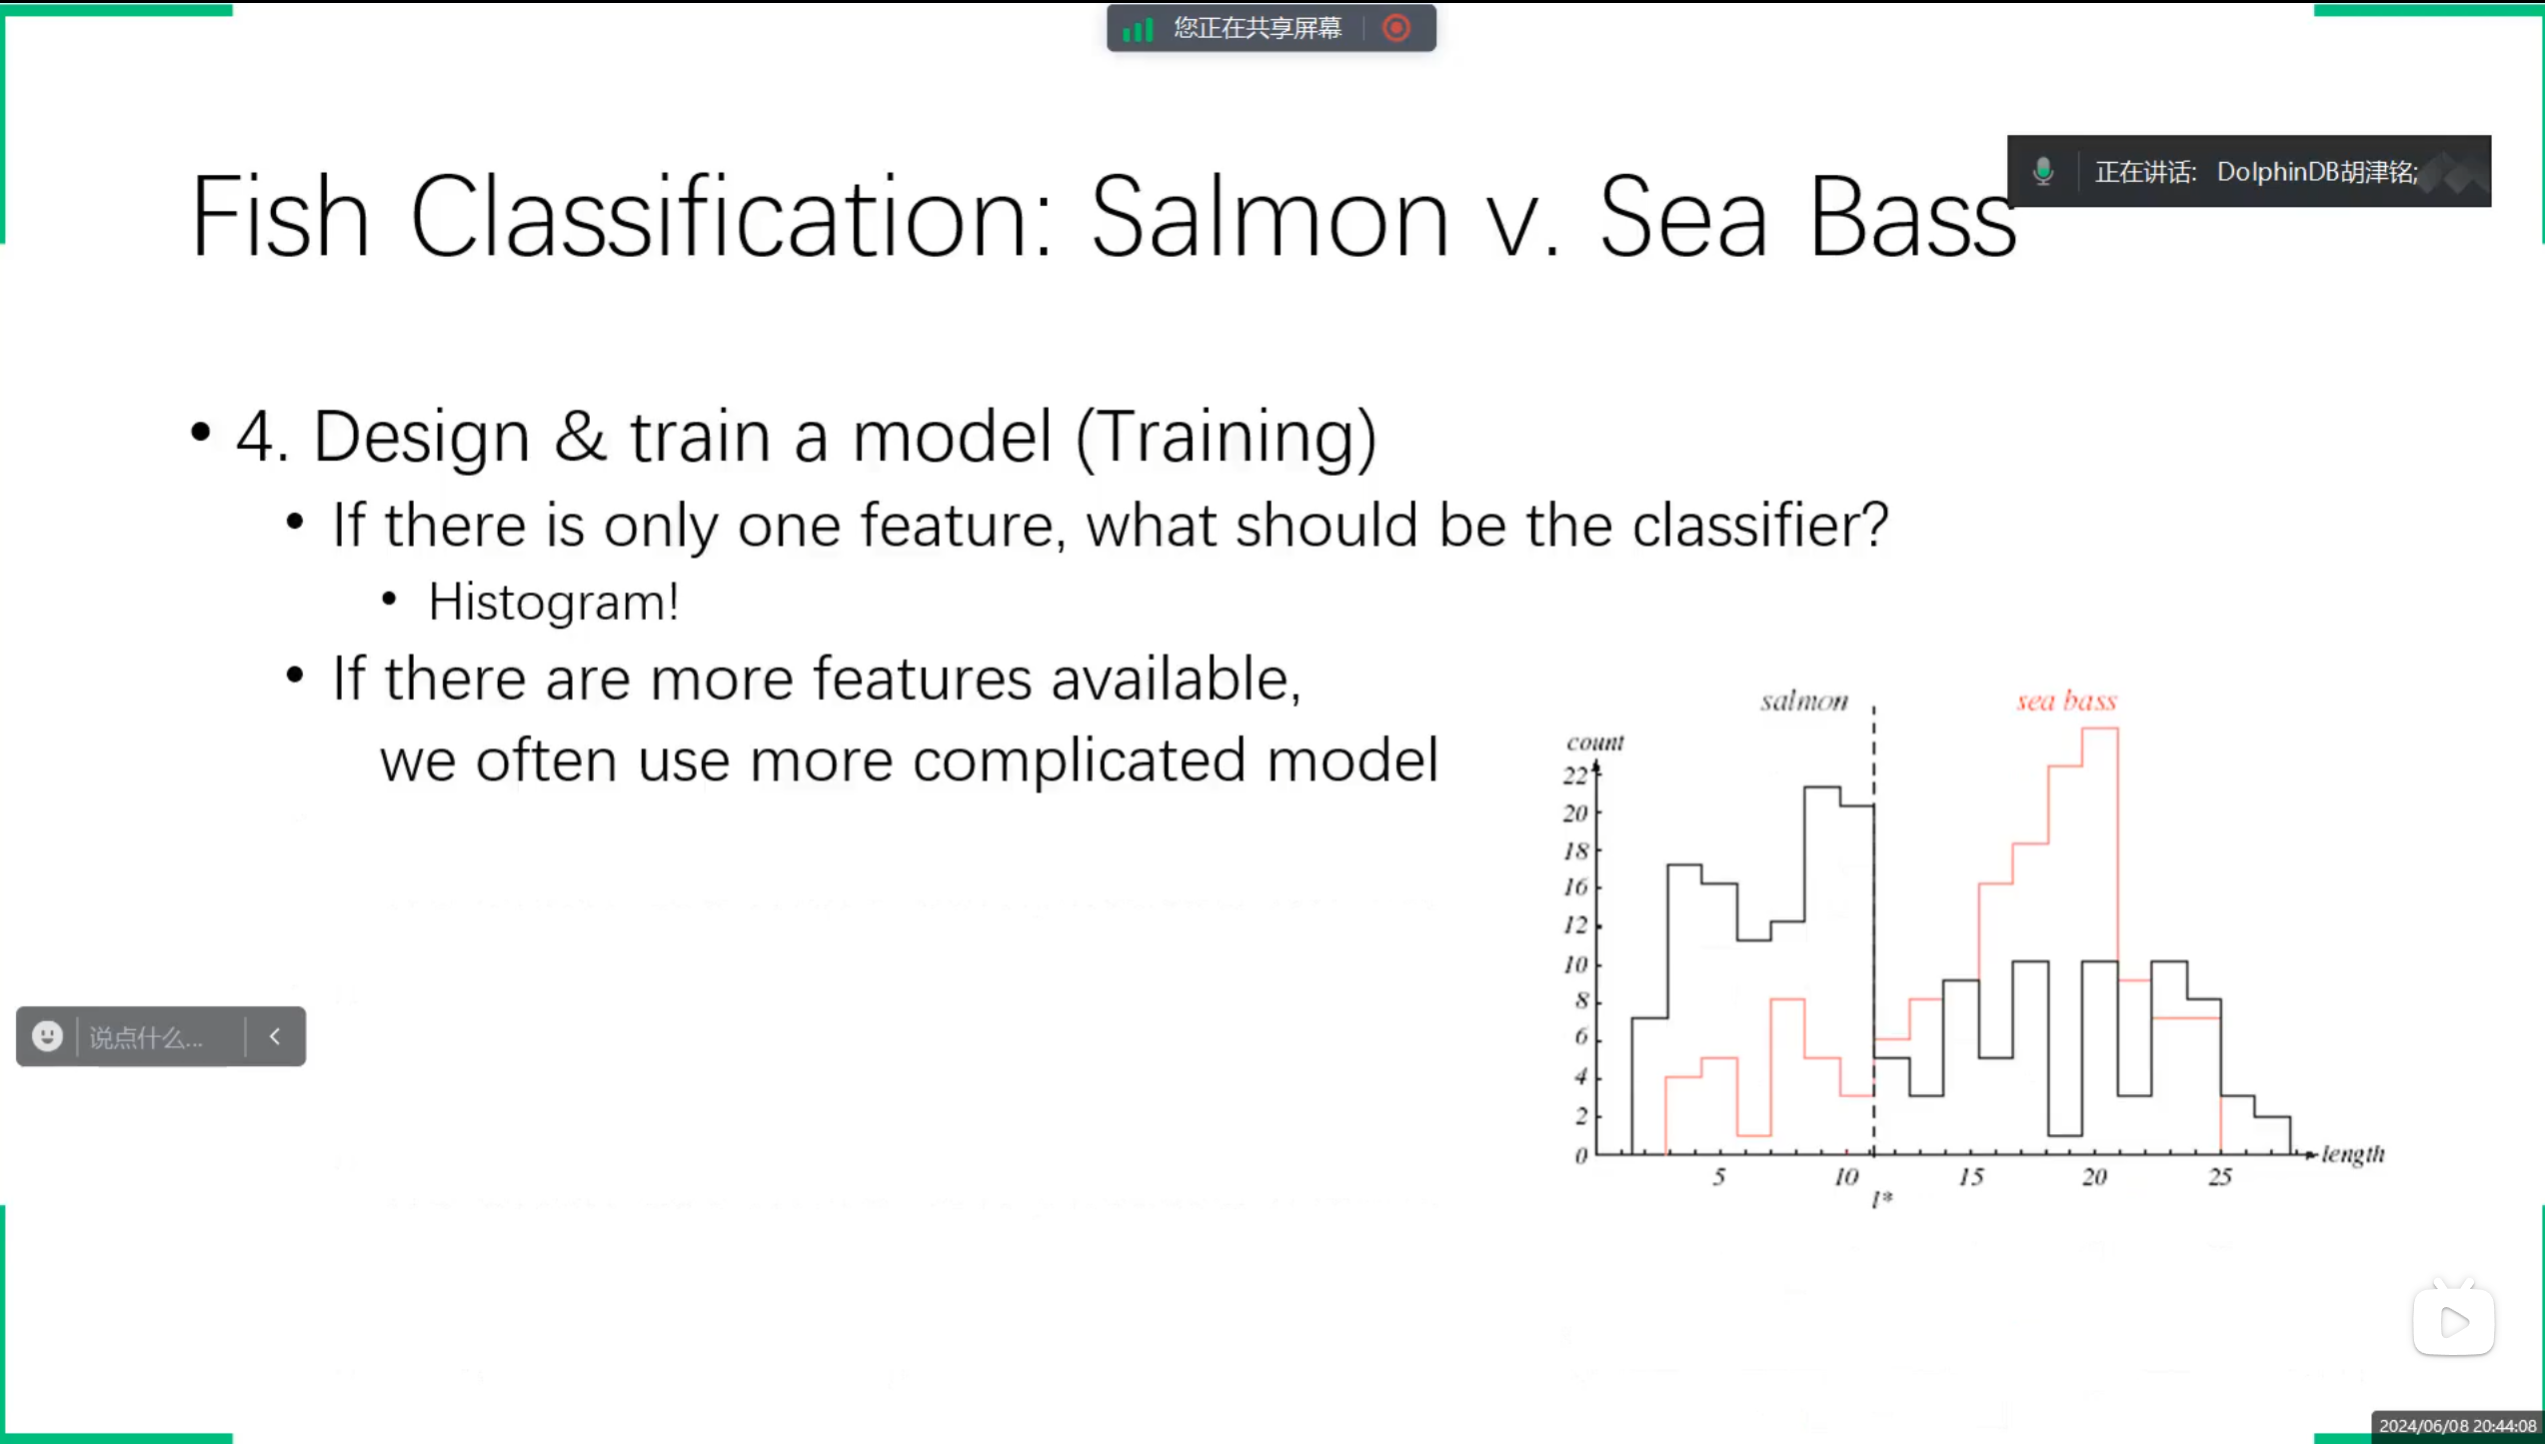 您正在共享屏幕
正在讲话: DolphinDB胡津铭;
Fish Classification: Salmon v. Sea Bass
• 4. Design & train a model (Training)
• If there is only one feature, what should be the classifier?
• Histogram!
• If there are more features available,
we often use more complicated model
salmon
sea bass
count
22
20
18
16
12
10
8
6
4
2
0
5 10 15 20 25
length
l*
说点什么...
2024/06/08 20:44:08